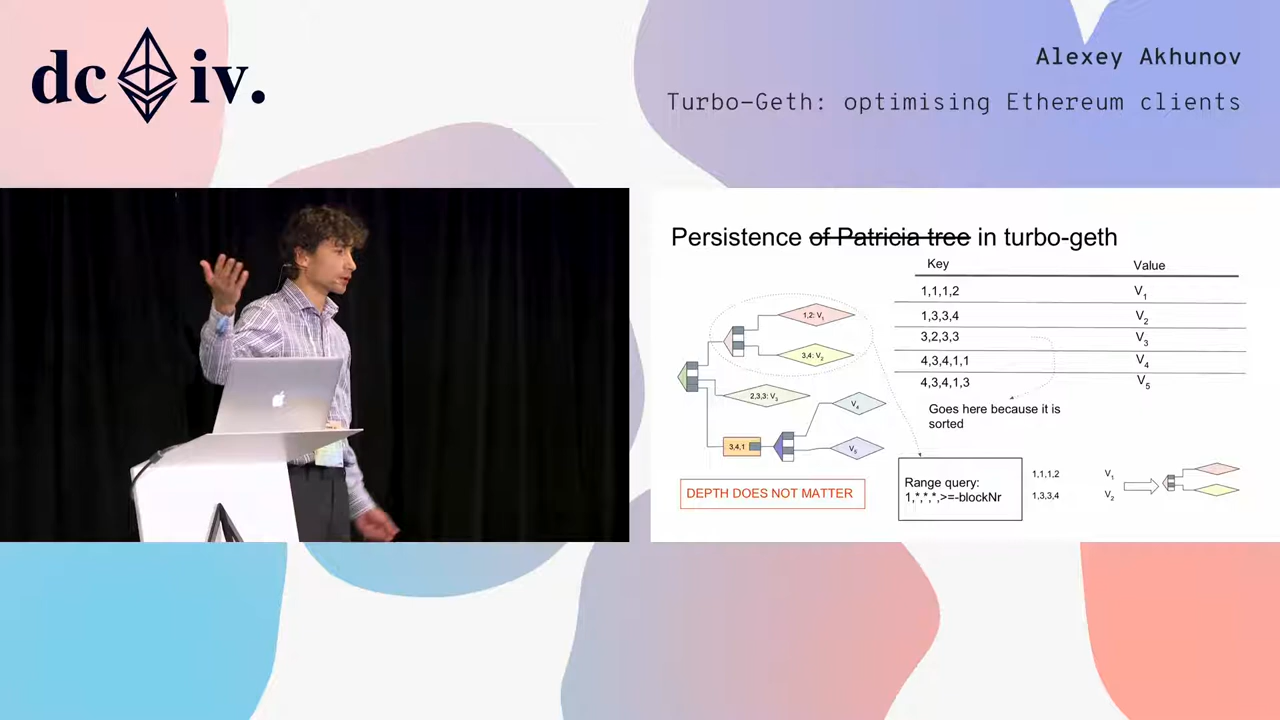 dc iv.
Alexey Akhunov
Turbo-Geth: optimising Ethereum clients
Persistence of Patricia tree in turbo-geth
Key Value
1,1,1,2 V1
1,3,3,4 V2
3,2,3,3 V3
4,3,4,1,1 V4
4,3,4,1,3 V5
Goes here because it is
sorted
1,2: V1
3,4: V2
2,3,3: V3
V4
3,4,1
V5
DEPTH DOES NOT MATTER
Range query:
1,*,*,*,>=-blockNr
1,1,1,2 V1
1,3,3,4 V2